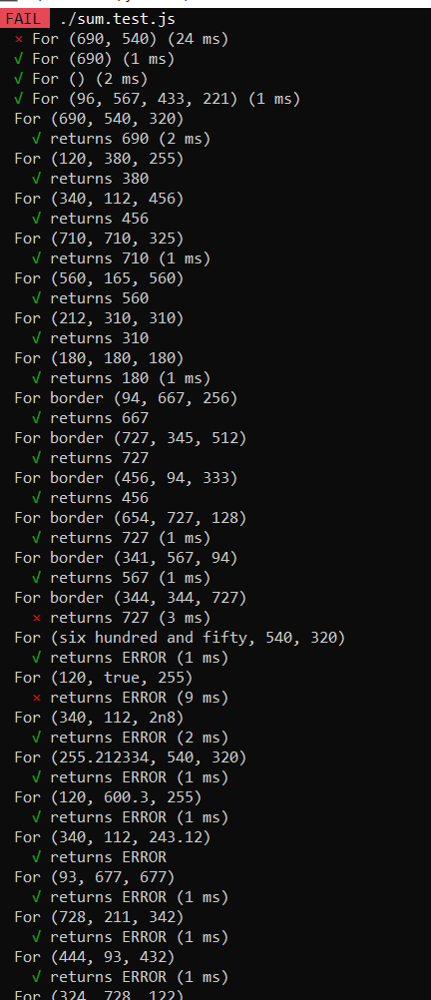 FAIL ./sum.test.js
× For (690, 540) (24 ms)
√ For (690) (1 ms)
√ For () (2 ms)
√ For (96, 567, 433, 221) (1 ms)
For (690, 540, 320)
√ returns 690 (2 ms)
For (120, 380, 255)
√ returns 380
For (340, 112, 456)
√ returns 456
For (710, 710, 325)
√ returns 710 (1 ms)
For (560, 165, 560)
√ returns 560
For (212, 310, 310)
√ returns 310
For (180, 180, 180)
√ returns 180 (1 ms)
For border (94, 667, 256)
√ returns 667
For border (727, 345, 512)
√ returns 727
For border (456, 94, 333)
√ returns 456
For border (654, 727, 128)
√ returns 727 (1 ms)
For border (341, 567, 94)
√ returns 567 (1 ms)
For border (344, 344, 727)
× returns 727 (3 ms)
For (six hundred and fifty, 540, 320)
√ returns ERROR (1 ms)
For (120, true, 255)
× returns ERROR (9 ms)
For (340, 112, 2n8)
√ returns ERROR (2 ms)
For (255.212334, 540, 320)
√ returns ERROR (1 ms)
For (120, 600.3, 255)
√ returns ERROR (1 ms)
For (340, 112, 243.12)
√ returns ERROR
For (93, 677, 677)
√ returns ERROR (1 ms)
For (728, 211, 342)
√ returns ERROR (1 ms)
For (444, 93, 432)
√ returns ERROR (1 ms)
For (324, 728, 122)